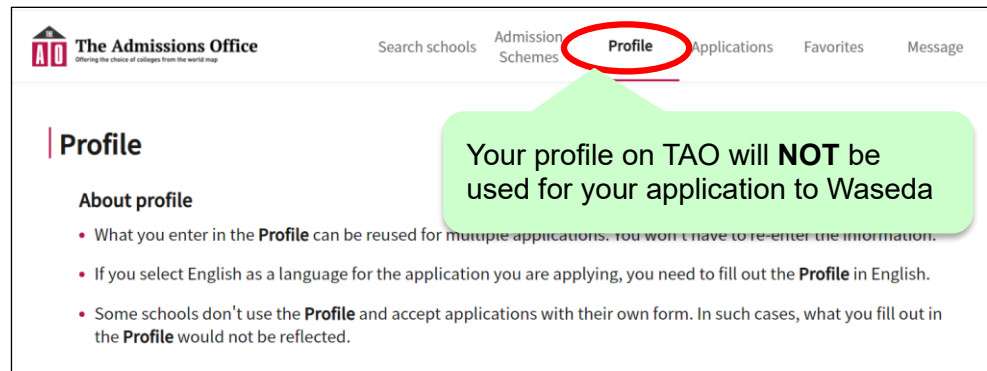 THE
AO
The Admissions Office
Offering the choice of colleges from the world map
Search schools
Admission
Schemes
Profile
Applications
Favorites
Message
Profile
Your profile on TAO will NOT be
used for your application to Waseda
About profile
• What you enter in the Profile can be reused for multiple applications. You won't have to re-enter the information.
• If you select English as a language for the application you are applying, you need to fill out the Profile in English.
• Some schools don't use the Profile and accept applications with their own form. In such cases, what you fill out in
the Profile would not be reflected.